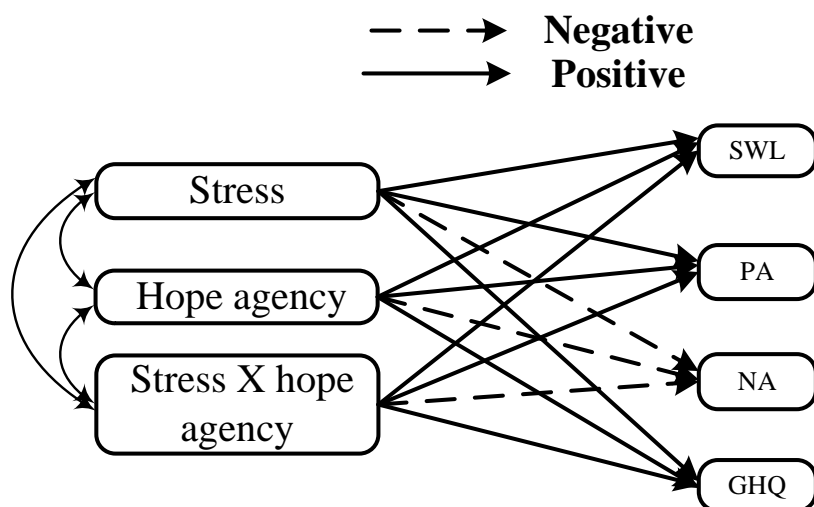 Negative
Positive
Stress
Hope agency
Stress X hope
agency
SWL
PA
NA
GHQ